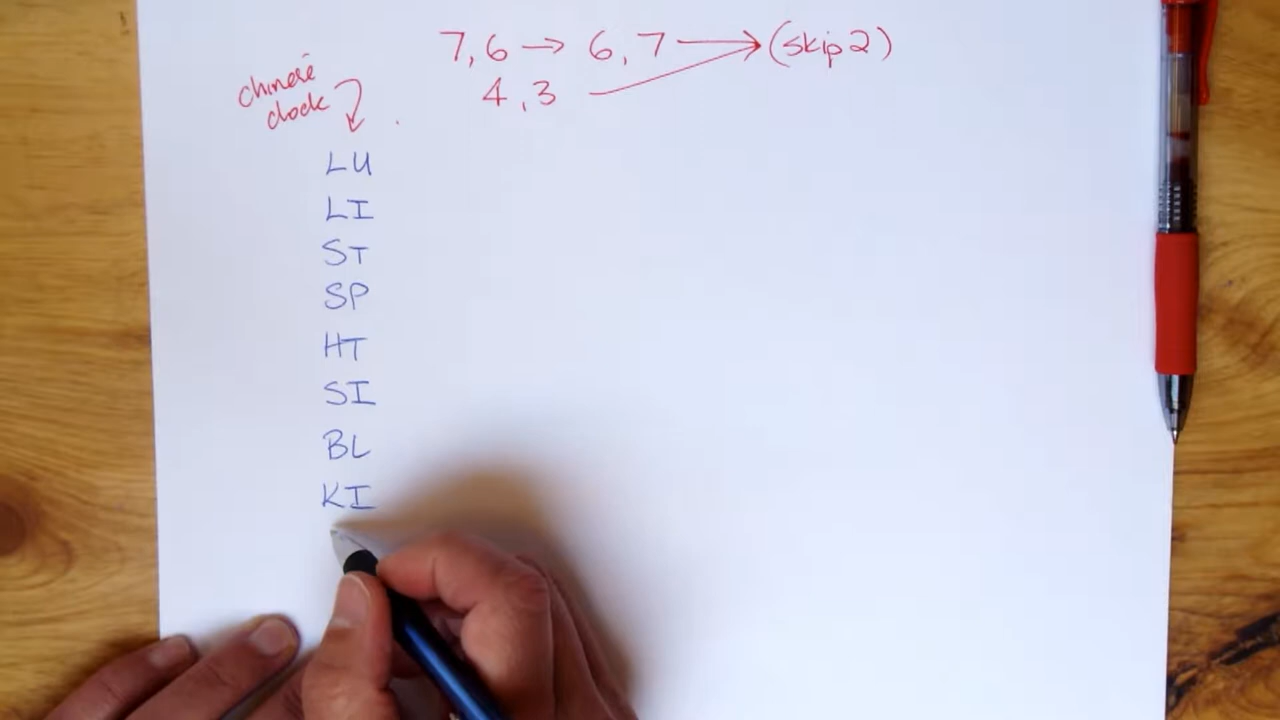 7,6 → 6,7 → (skip 2)
4,3
chinese
clock
LU
LI
ST
SP
HT
SI
BL
KI